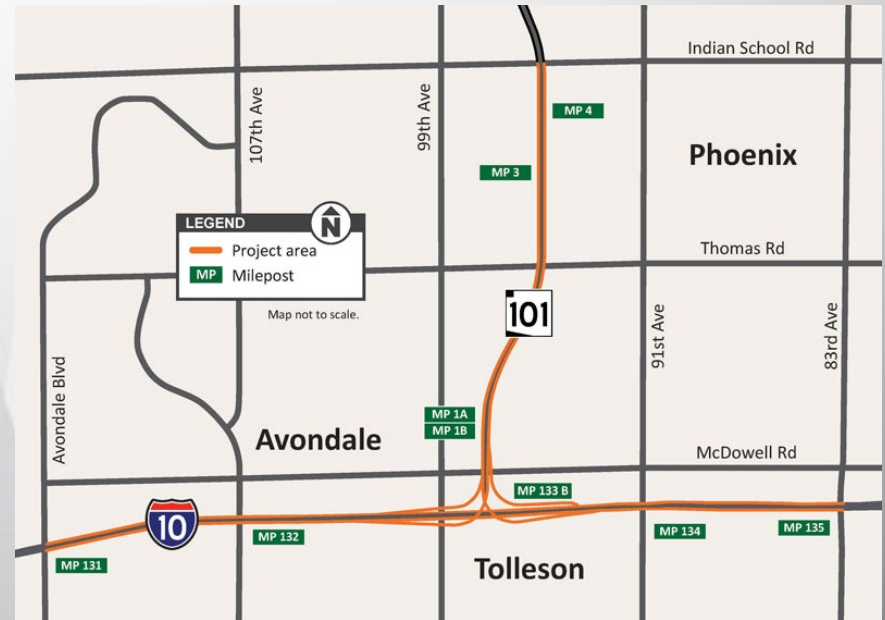 Indian School Rd
107th Ave
99th Ave
MP 4
Phoenix
MP 3
LEGEND
N
Project area
MP Milepost
Map not to scale.
Thomas Rd
101
91st Ave
83rd Ave
Avondale Blvd
MP 1A
MP 1B
Avondale
McDowell Rd
MP 133 B
10
MP 132
MP 134
MP 135
MP 131
Tolleson